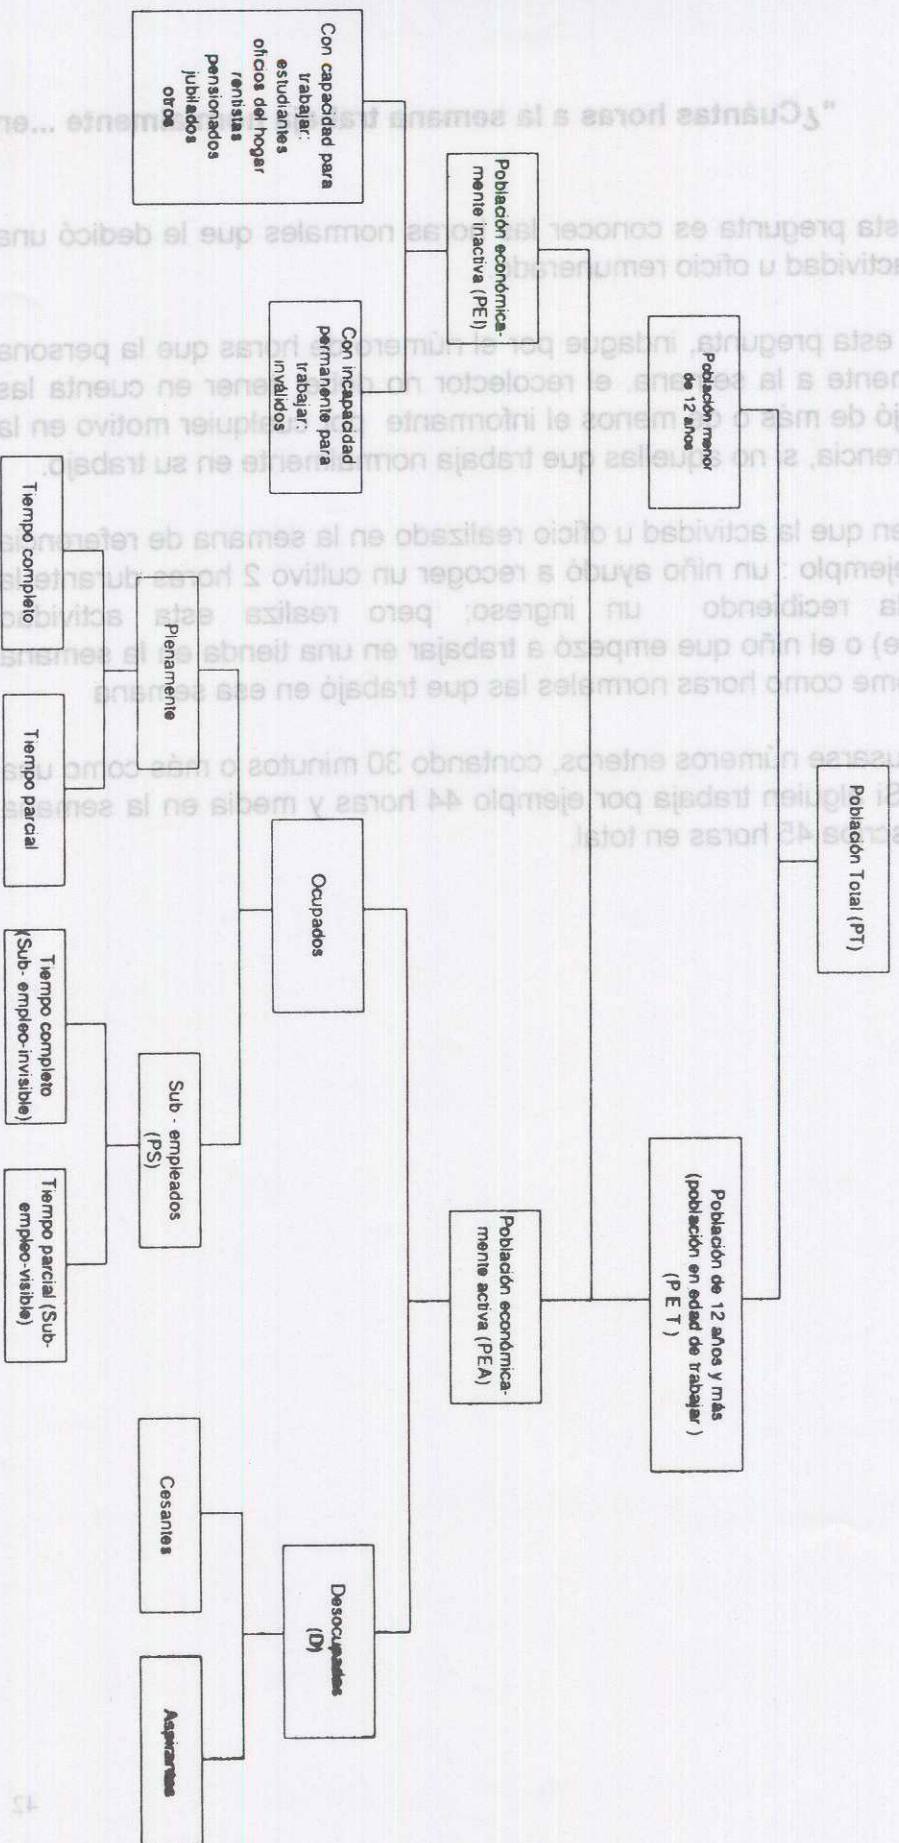 Población Total (PT)
Población menor
de 12 años
Población de 12 años y más
(población en edad de trabajar)
(P E T)
Población económica-
mente inactiva (PEI)
Población económica-
mente activa (PEA)
Con capacidad para
trabajar:
estudiantes
oficios del hogar
rentistas
pensionados
jubilados
otros
Con incapacidad
permanente para
trabajar:
inválidos
Ocupados
Desocupados
(D)
Plenamente
Sub - empleados
(PS)
Cesantes
Aspirantes
Tiempo completo
Tiempo parcial
Tiempo completo
(Sub- empleo-invisible)
Tiempo parcial (Sub-
empleo-visible)